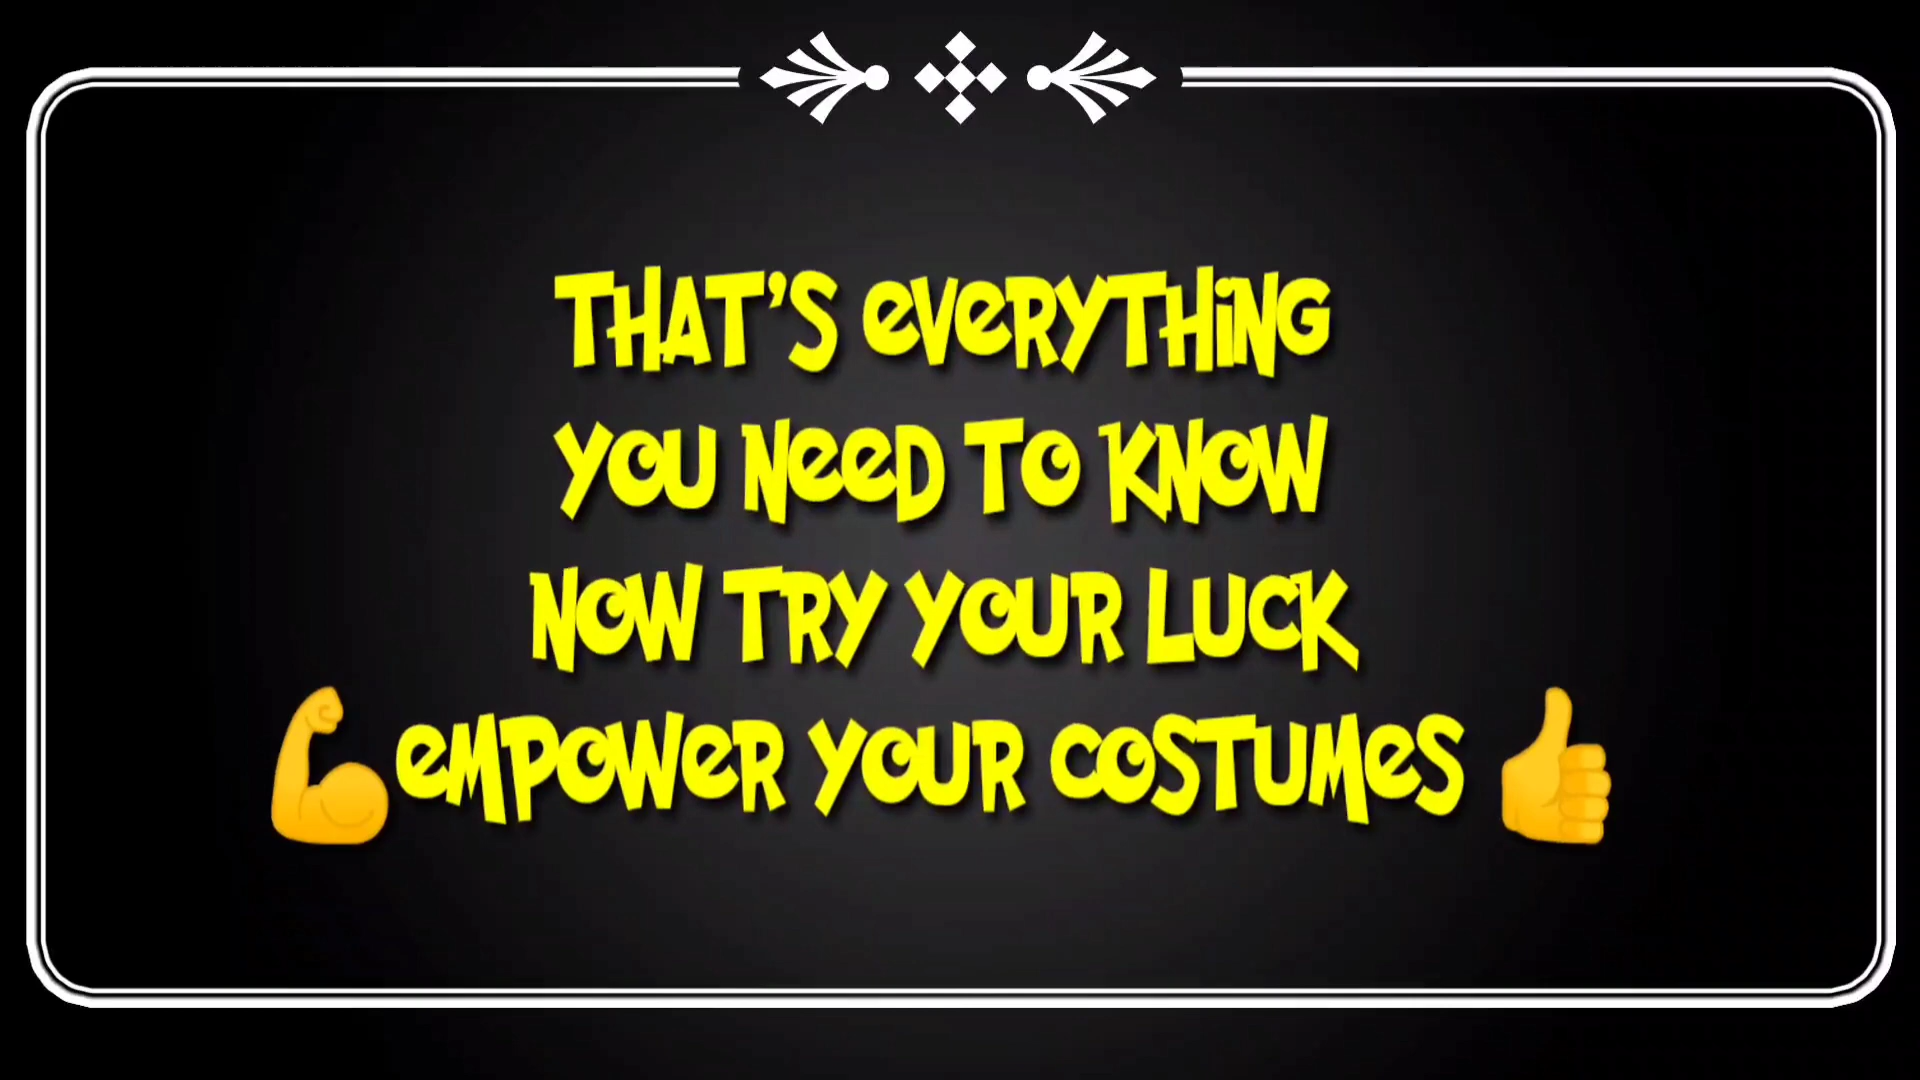 THAT'S EVERYTHING
YOU NEED TO KNOW
NOW TRY YOUR LUCK
💪EMPOWER YOUR COSTUMES 👍